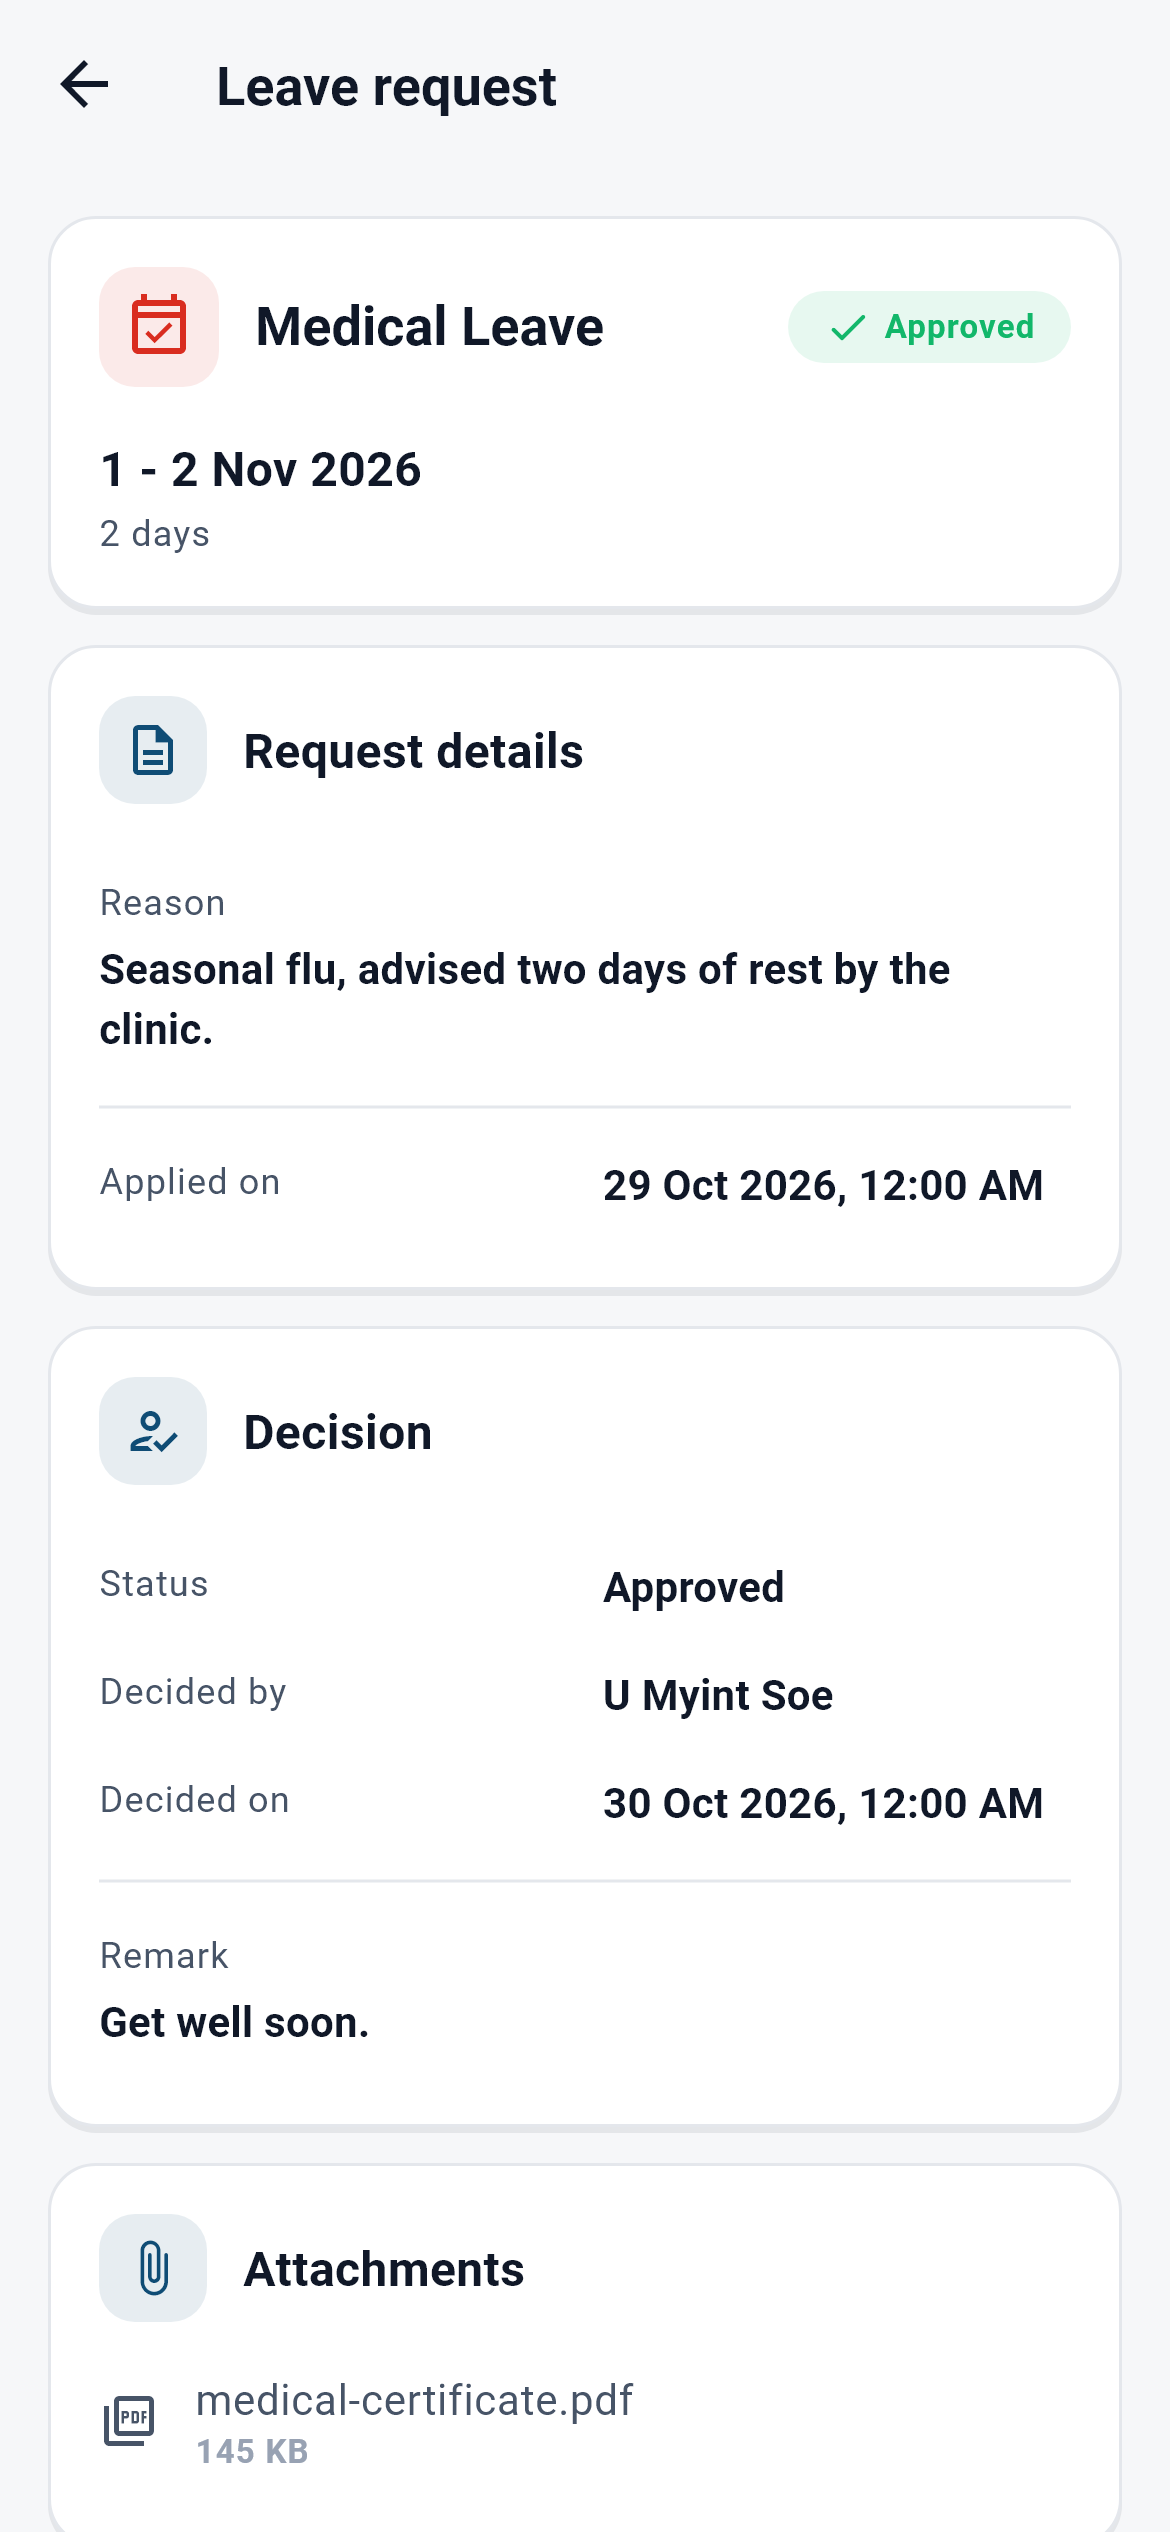 Leave request
Medical Leave
Approved
1 - 2 Nov 2026
2 days
Request details
Reason
Seasonal flu, advised two days of rest by the
clinic.
Applied on
29 Oct 2026, 12:00 AM
Decision
Status
Approved
Decided by
U Myint Soe
Decided on
30 Oct 2026, 12:00 AM
Remark
Get well soon.
Attachments
PDF
medical-certificate.pdf
145 KB